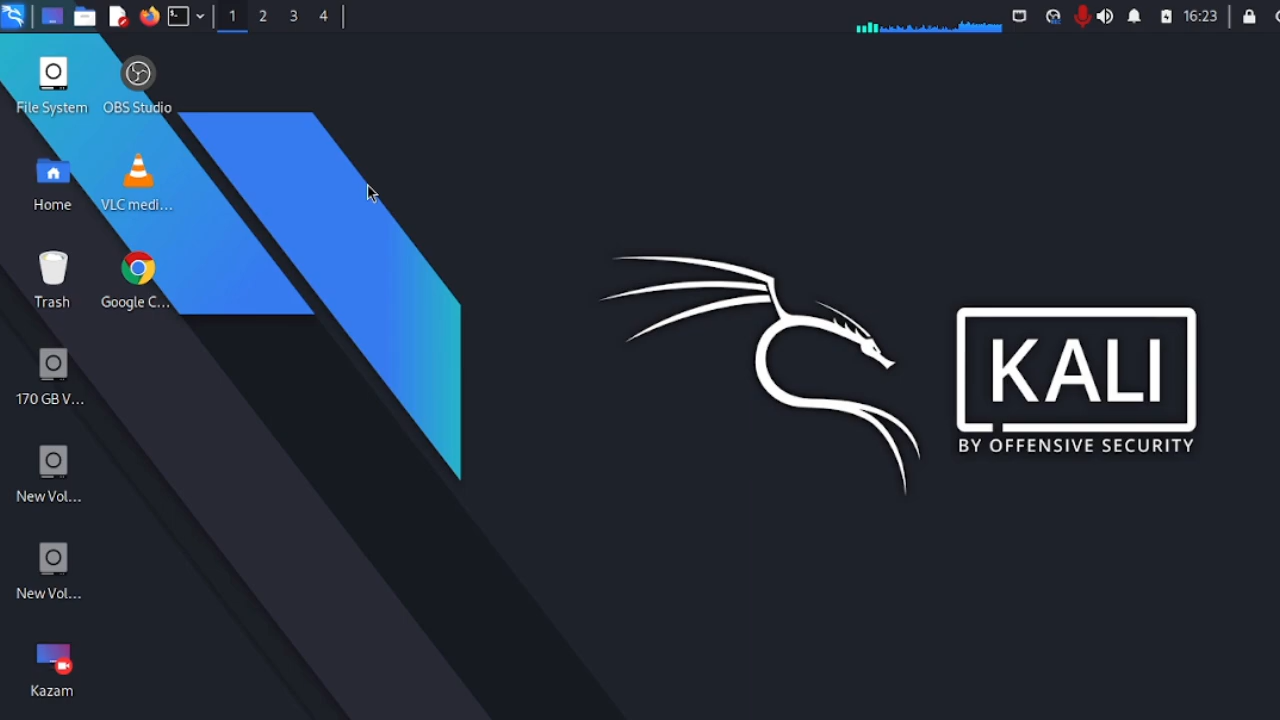 1 2 3 4
16:23
File System
OBS Studio
Home
VLC medi...
Trash
Google C...
170 GB V...
New Vol...
New Vol...
Kazam
KALI
BY OFFENSIVE SECURITY